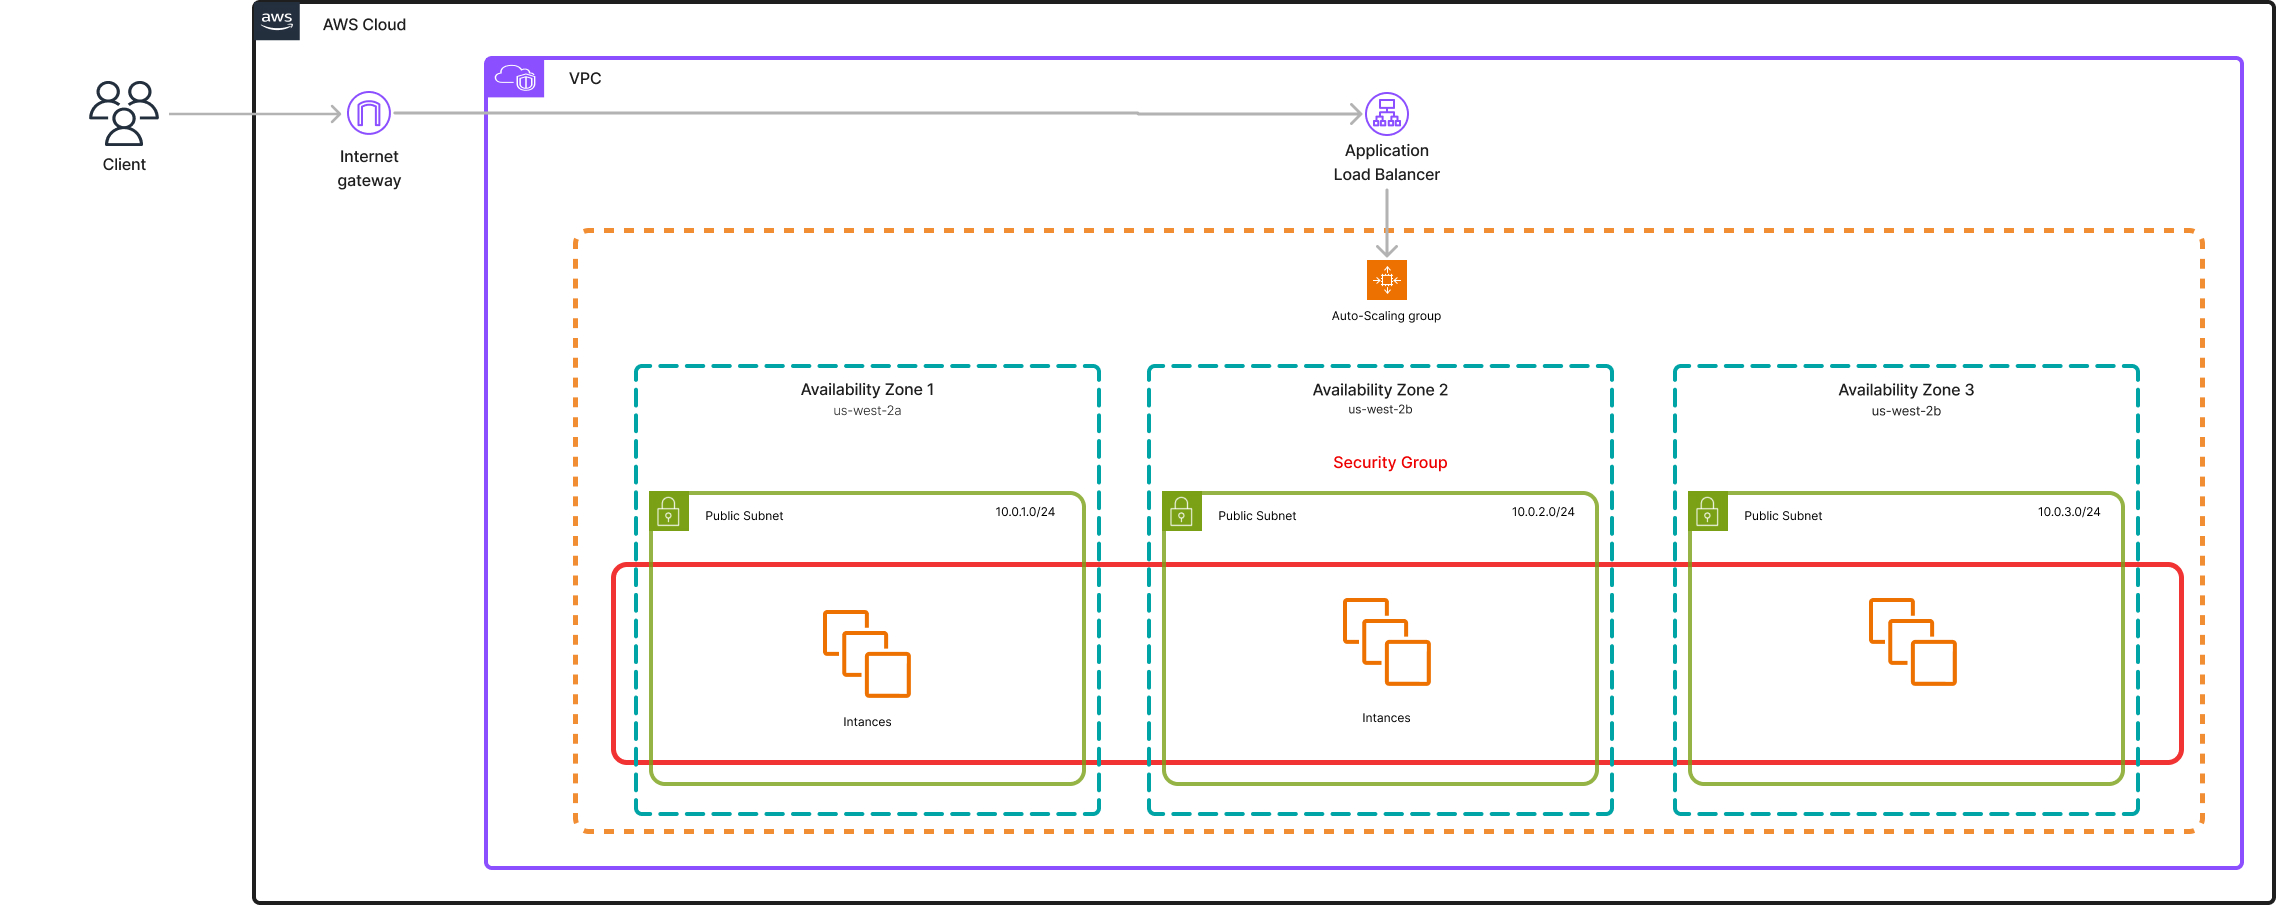 aws
AWS Cloud
VPC
Client
Internet
gateway
Application
Load Balancer
Auto-Scaling group
Availability Zone 1
us-west-2a
Availability Zone 2
us-west-2b
Availability Zone 3
us-west-2b
Security Group
Public Subnet
10.0.1.0/24
Public Subnet
10.0.2.0/24
Public Subnet
10.0.3.0/24
Intances
Intances